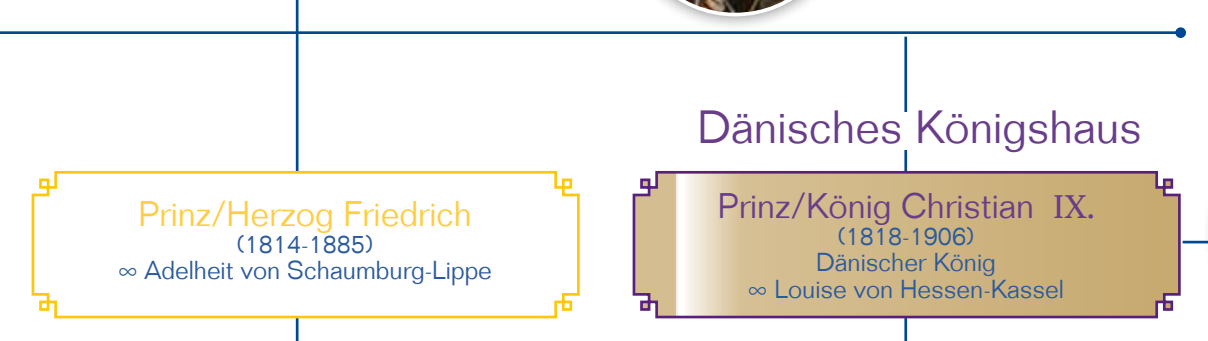 Dänisches Königshaus
Prinz/Herzog Friedrich
(1814-1885)
∞ Adelheit von Schaumburg-Lippe
Prinz/König Christian IX.
(1818-1906)
Dänischer König
∞ Louise von Hessen-Kassel